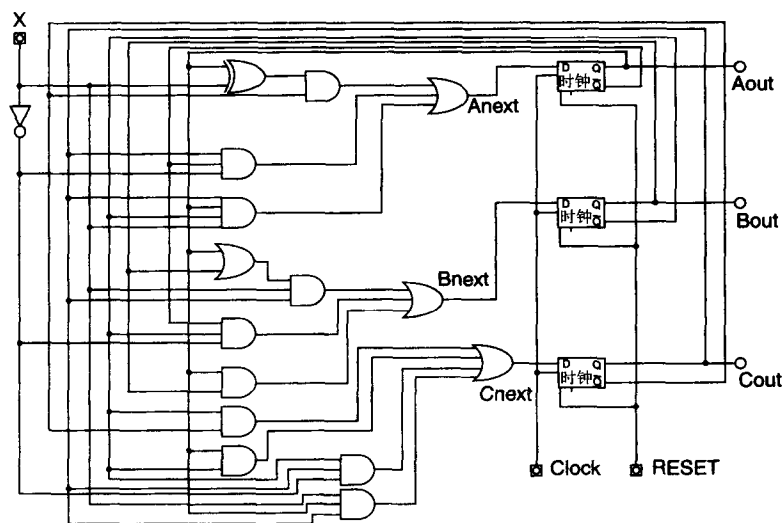 X
D Q
时钟
Q
Aout
Anext
D Q
时钟
Q
Bout
Bnext
D Q
时钟
Q
Cout
Cnext
Clock
RESET